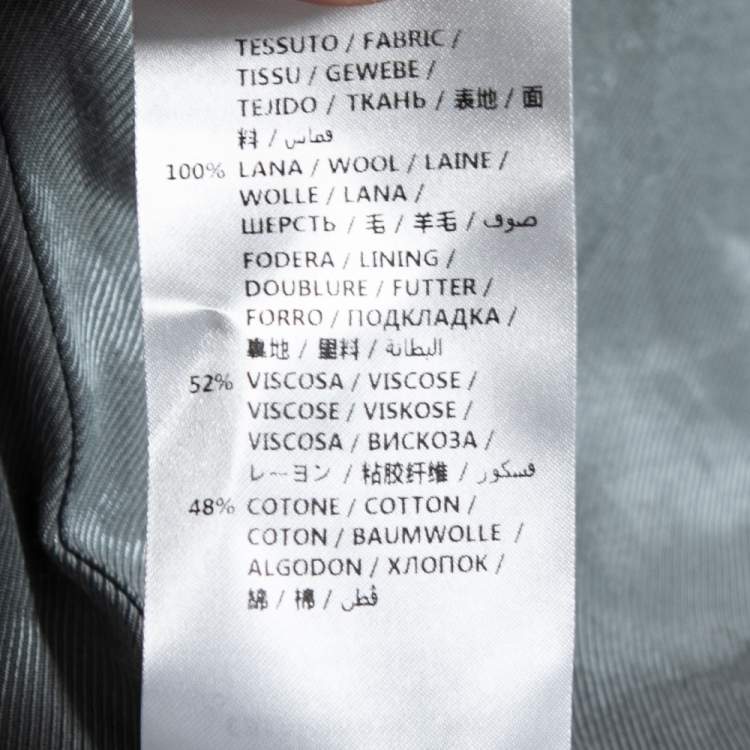 TESSUTO / FABRIC /
TISSU / GEWEBE /
TEJIDO / ТКАНЬ / 表地 / 面
料 / قماش
100% LANA / WOOL / LAINE /
WOLLE / LANA /
ШЕРСТЬ / 毛 / 羊毛 / صوف
FODERA / LINING /
DOUBLURE / FUTTER /
FORRO / ПОДКЛАДКА /
裏地 / 里料 / البطانة
52% VISCOSA / VISCOSE /
VISCOSE / VISKOSE /
VISCOSA / ВИСКОЗА /
レーヨン / 粘胶纤维 / فسكور
48% COTONE / COTTON /
COTON / BAUMWOLLE /
ALGODON / ХЛОПОК /
綿 / 棉 / قطن